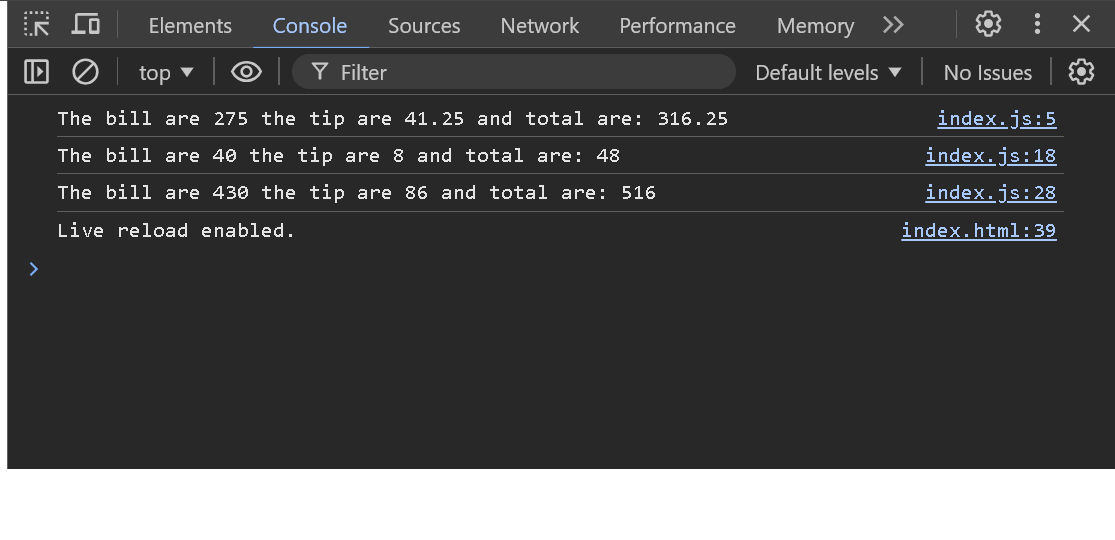 Elements Console Sources Network Performance Memory
top Filter Default levels No Issues
The bill are 275 the tip are 41.25 and total are: 316.25 index.js:5
The bill are 40 the tip are 8 and total are: 48 index.js:18
The bill are 430 the tip are 86 and total are: 516 index.js:28
Live reload enabled. index.html:39